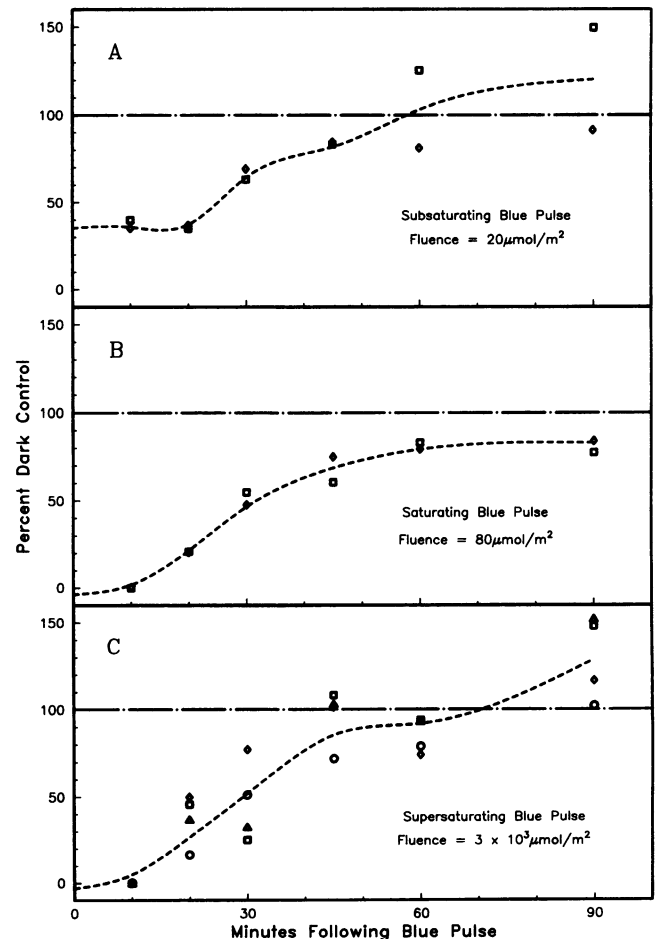 150
A
100
50
Subsaturating Blue Pulse
Fluence = 20μmol/m²
0
150
B
100
50
Saturating Blue Pulse
Fluence = 80μmol/m²
0
150
C
100
50
Supersaturating Blue Pulse
Fluence = 3 x 10³μmol/m²
0
Percent Dark Control
0 30 60 90
Minutes Following Blue Pulse